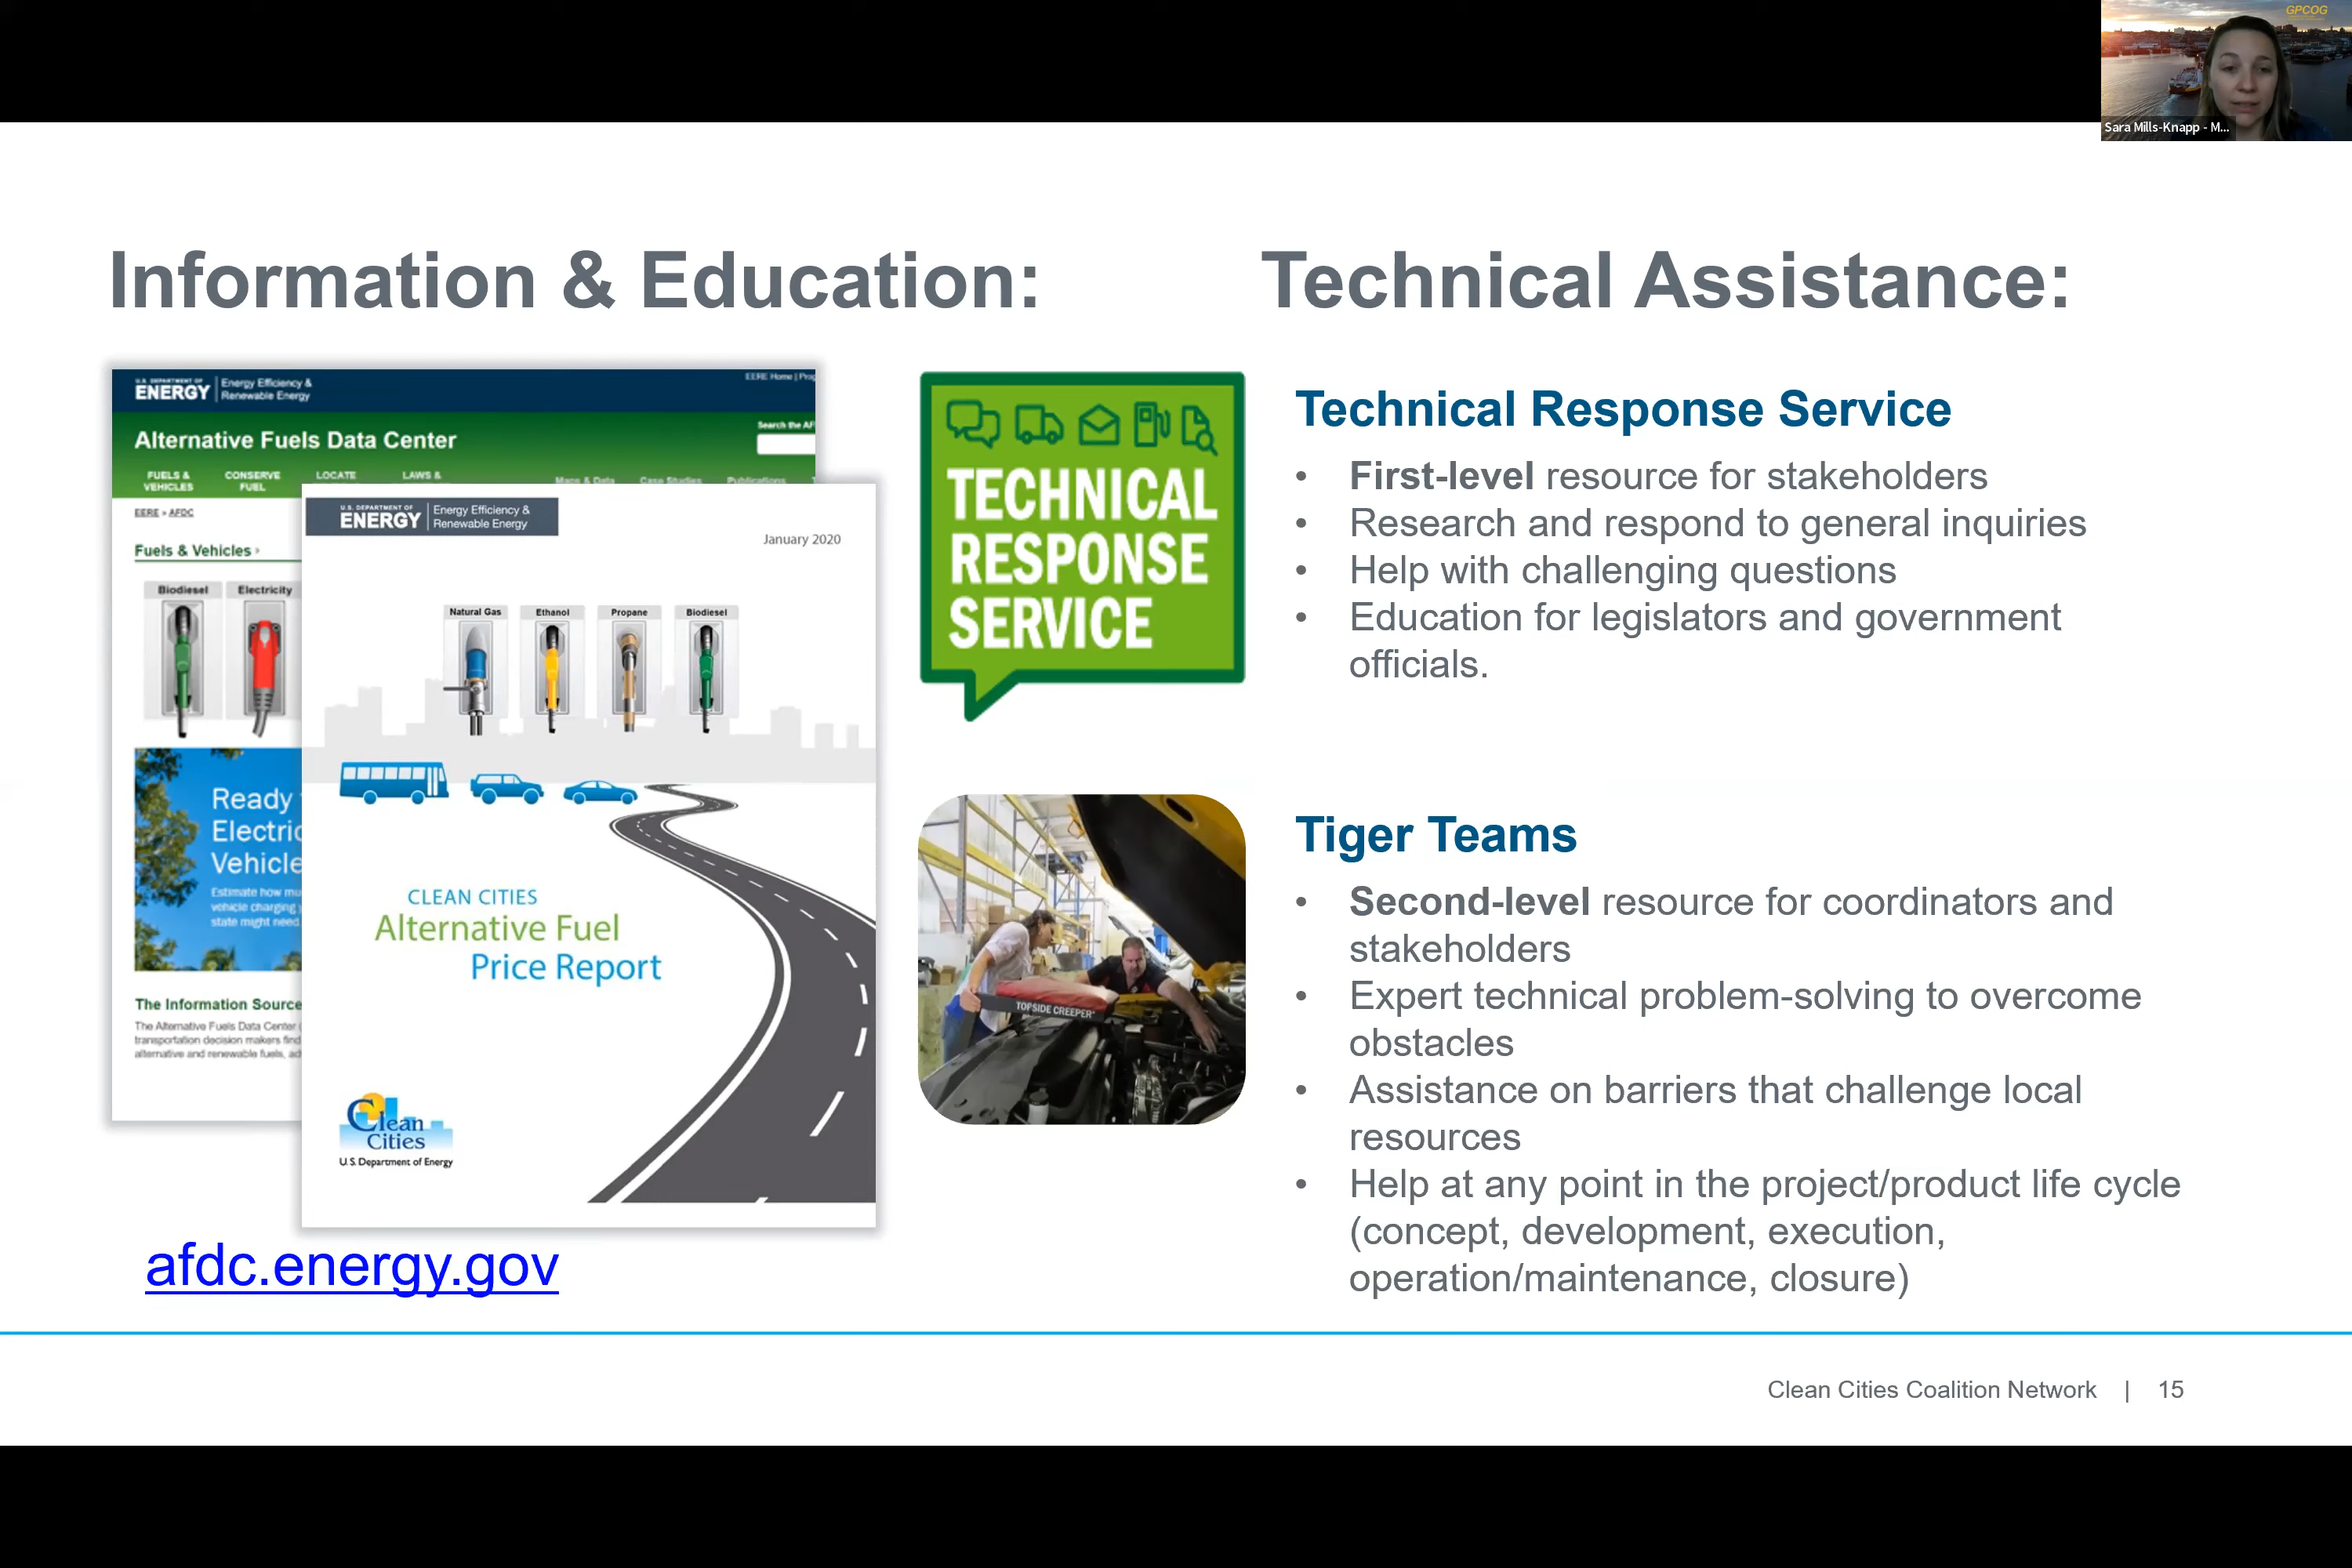 GPCOG
Sara Mills-Knapp - M...
Information & Education:
Technical Assistance:
U.S. DEPARTMENT OF
ENERGY
Energy Efficiency &
Renewable Energy
EERE Home |
Alternative Fuels Data Center
Search the
FUELS &
VEHICLES
CONSERVE
FUEL
LOCATE
LAWS &
Maps & Data
Case Studies
Publications
EERE » AFDC
Fuels & Vehicles ›
Biodiesel
Electricity
Ready
Electric
Vehicle
Estimate how
vehicle charging
state might need
The Information Source
The Alternative Fuels Data Center
transportation decision makers find
alternative and renewable fuels,
U.S. DEPARTMENT OF
ENERGY
Energy Efficiency &
Renewable Energy
January 2020
Natural Gas
Ethanol
Propane
Biodiesel
CLEAN CITIES
Alternative Fuel
Price Report
Clean
Cities
U.S. Department of Energy
afdc.energy.gov
TECHNICAL
RESPONSE
SERVICE
Technical Response Service
• First-level resource for stakeholders
• Research and respond to general inquiries
• Help with challenging questions
• Education for legislators and government
officials.
TOPSIDE CREEPER
Tiger Teams
• Second-level resource for coordinators and
stakeholders
• Expert technical problem-solving to overcome
obstacles
• Assistance on barriers that challenge local
resources
• Help at any point in the project/product life cycle
(concept, development, execution,
operation/maintenance, closure)
Clean Cities Coalition Network | 15